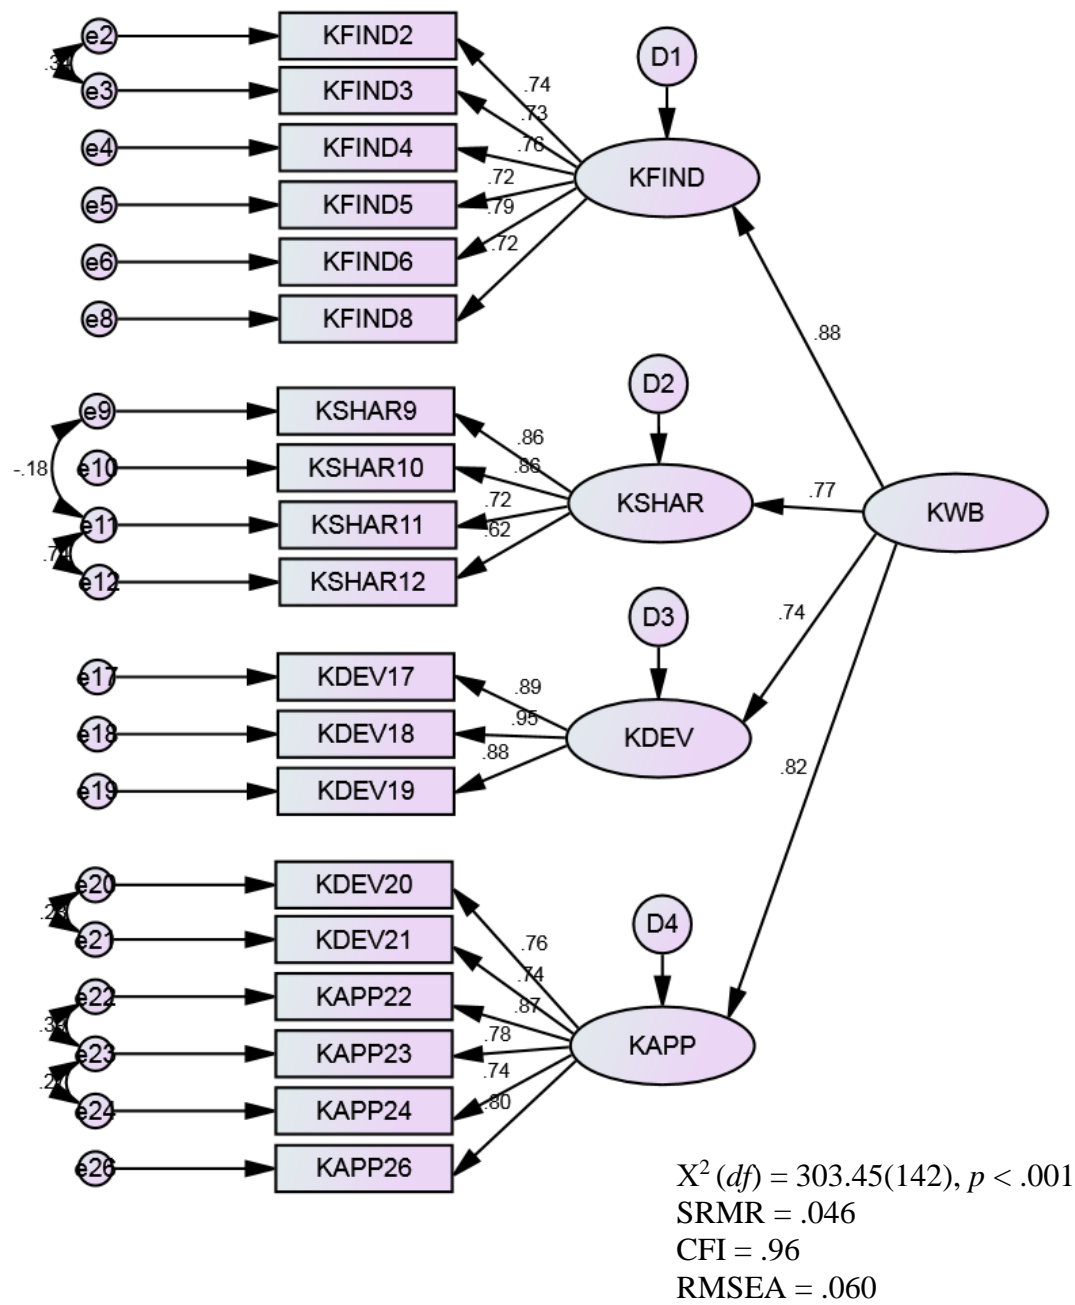 e2
KFIND2
D1
.74
e3
KFIND3
.73
e4
KFIND4
.76
KFIND
e5
KFIND5
.72
.79
e6
KFIND6
.72
e8
KFIND8
.88
e9
KSHAR9
D2
.86
-.18
e10
KSHAR10
.86
.77
KWB
e11
KSHAR11
.72
KSHAR
.62
e12
KSHAR12
D3
.74
e17
KDEV17
.89
e18
KDEV18
.95
KDEV
.88
e19
KDEV19
.82
e20
KDEV20
D4
.76
e21
KDEV21
.74
e22
KAPP22
.87
e23
KAPP23
.78
KAPP
.74
e24
KAPP24
.80
e26
KAPP26
X² (df) = 303.45(142), p < .001
SRMR = .046
CFI = .96
RMSEA = .060